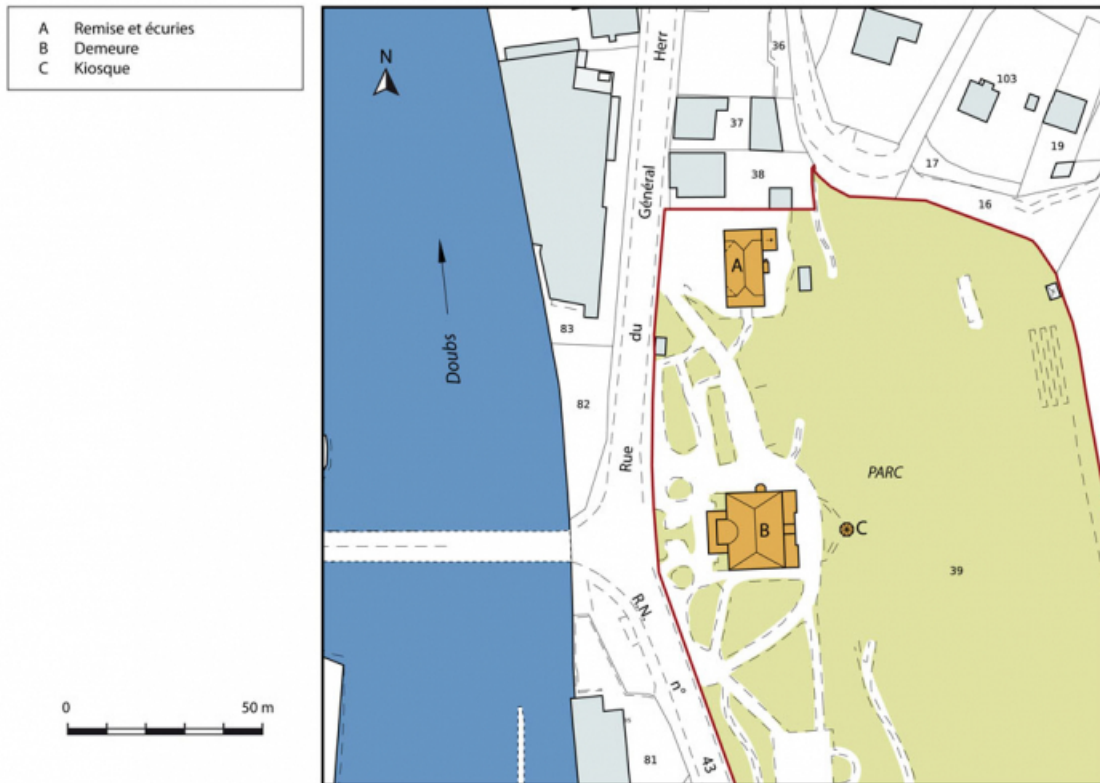 A Remise et écuries
B Demeure
C Kiosque
N
Doubs
Rue du Général Herr
R.N. n° 43
36
37
38
103
19
17
16
A
83
82
PARC
B
C
39
81
0 50 m